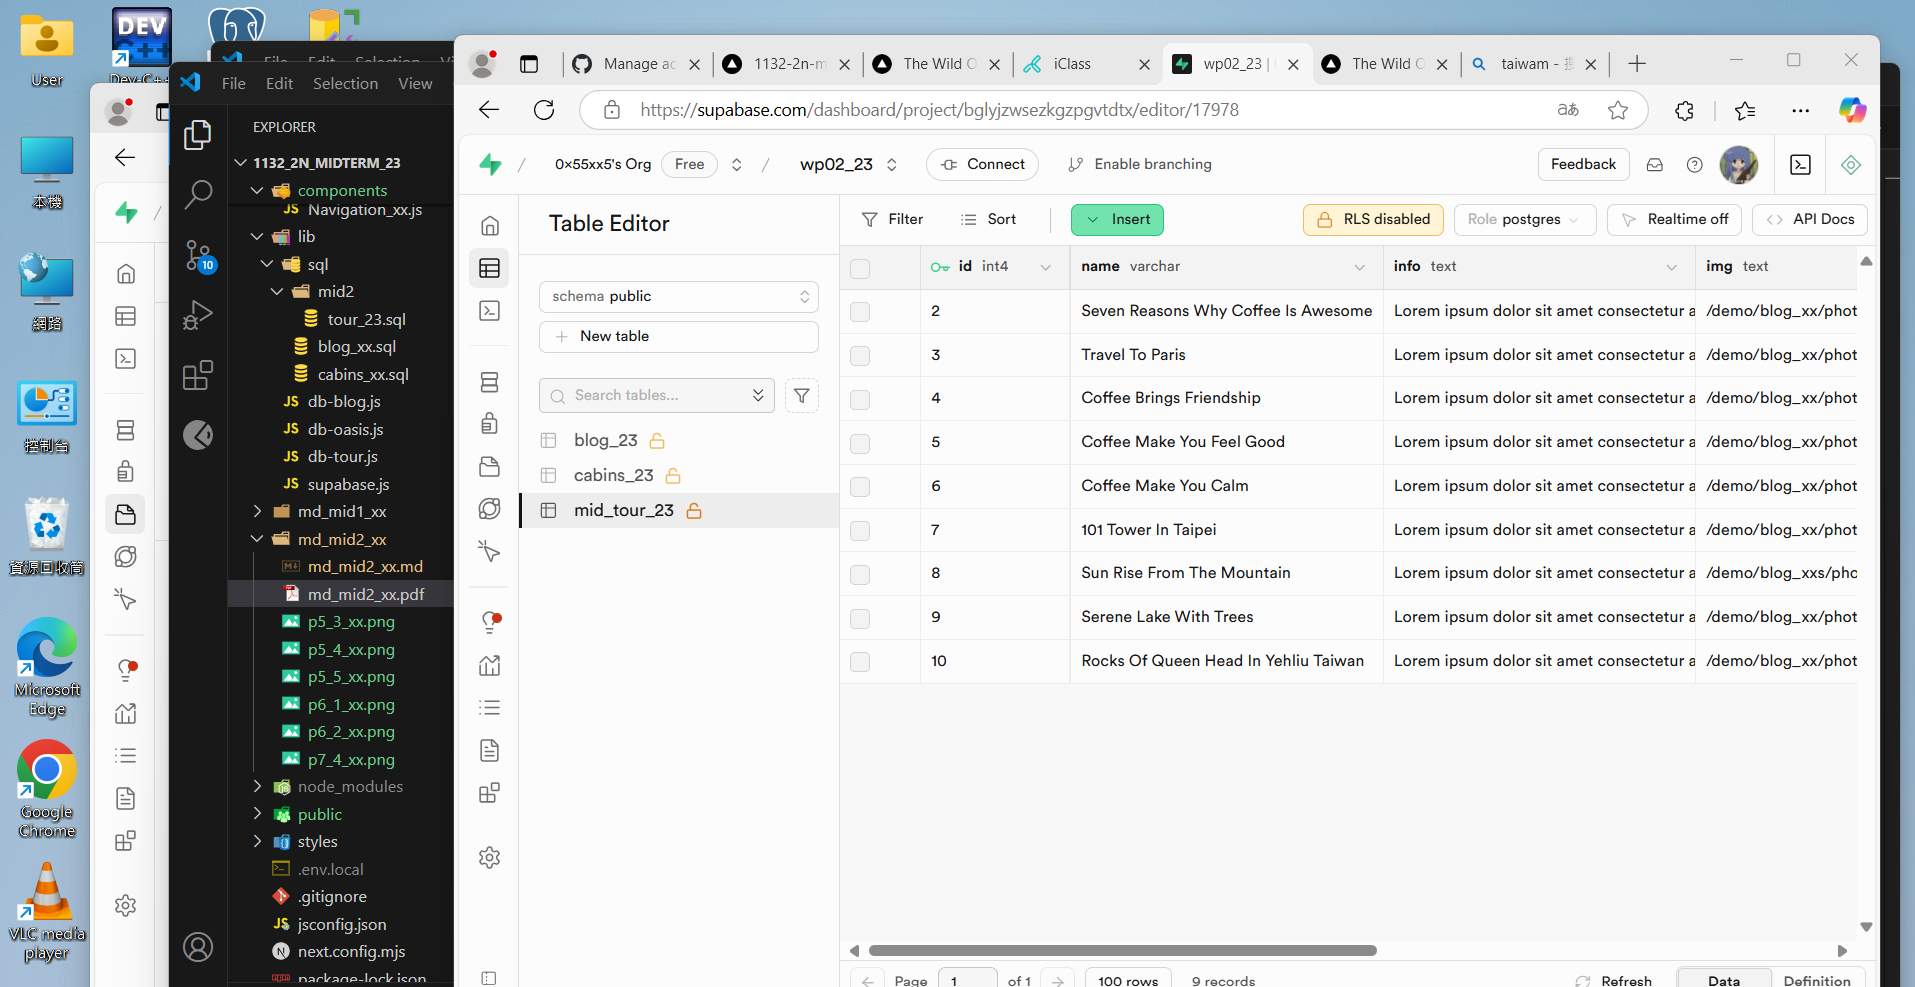 User
Dev-C++
本機
網路
控制台
資源回收筒
Microsoft Edge
Google Chrome
VLC media player
File Edit Selection View
EXPLORER
1132_2N_MIDTERM_23
components
Navigation_xx.js
lib
sql
mid2
tour_23.sql
blog_xx.sql
cabins_xx.sql
db-blog.js
db-oasis.js
db-tour.js
supabase.js
md_mid1_xx
md_mid2_xx
md_mid2_xx.md
md_mid2_xx.pdf
p5_3_xx.png
p5_4_xx.png
p5_5_xx.png
p6_1_xx.png
p6_2_xx.png
p7_4_xx.png
node_modules
public
styles
.env.local
.gitignore
jsconfig.json
next.config.mjs
package-lock.json
10
Manage ac
1132-2n-m
The Wild O
iClass
wp02_23 |
The Wild O
taiwam -
https://supabase.com/dashboard/project/bglyjzwsezkgzpgvtdtx/editor/17978
/ 0x55xx5's Org Free / wp02_23 Connect Enable branching Feedback
Table Editor
schema public
New table
Search tables...
blog_23
cabins_23
mid_tour_23
Filter Sort Insert RLS disabled Role postgres Realtime off API Docs
id int4 name varchar info text img text
2 Seven Reasons Why Coffee Is Awesome Lorem ipsum dolor sit amet consectetur a /demo/blog_xx/phot
3 Travel To Paris Lorem ipsum dolor sit amet consectetur a /demo/blog_xx/phot
4 Coffee Brings Friendship Lorem ipsum dolor sit amet consectetur a /demo/blog_xx/phot
5 Coffee Make You Feel Good Lorem ipsum dolor sit amet consectetur a /demo/blog_xx/phot
6 Coffee Make You Calm Lorem ipsum dolor sit amet consectetur a /demo/blog_xx/phot
7 101 Tower In Taipei Lorem ipsum dolor sit amet consectetur a /demo/blog_xx/phot
8 Sun Rise From The Mountain Lorem ipsum dolor sit amet consectetur a /demo/blog_xxs/pho
9 Serene Lake With Trees Lorem ipsum dolor sit amet consectetur a /demo/blog_xx/phot
10 Rocks Of Queen Head In Yehliu Taiwan Lorem ipsum dolor sit amet consectetur a /demo/blog_xx/phot
Page 1 of 1 100 rows 9 records Refresh Data Definition